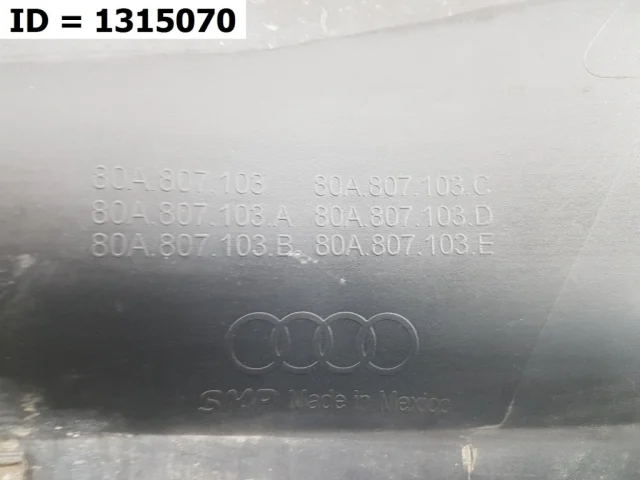 ID = 1315070
80A.807.103 80A.807.103.C
80A.807.103.A 80A.807.103.D
80A.807.103.B 80A.807.103.E
SMP Made in Mexico